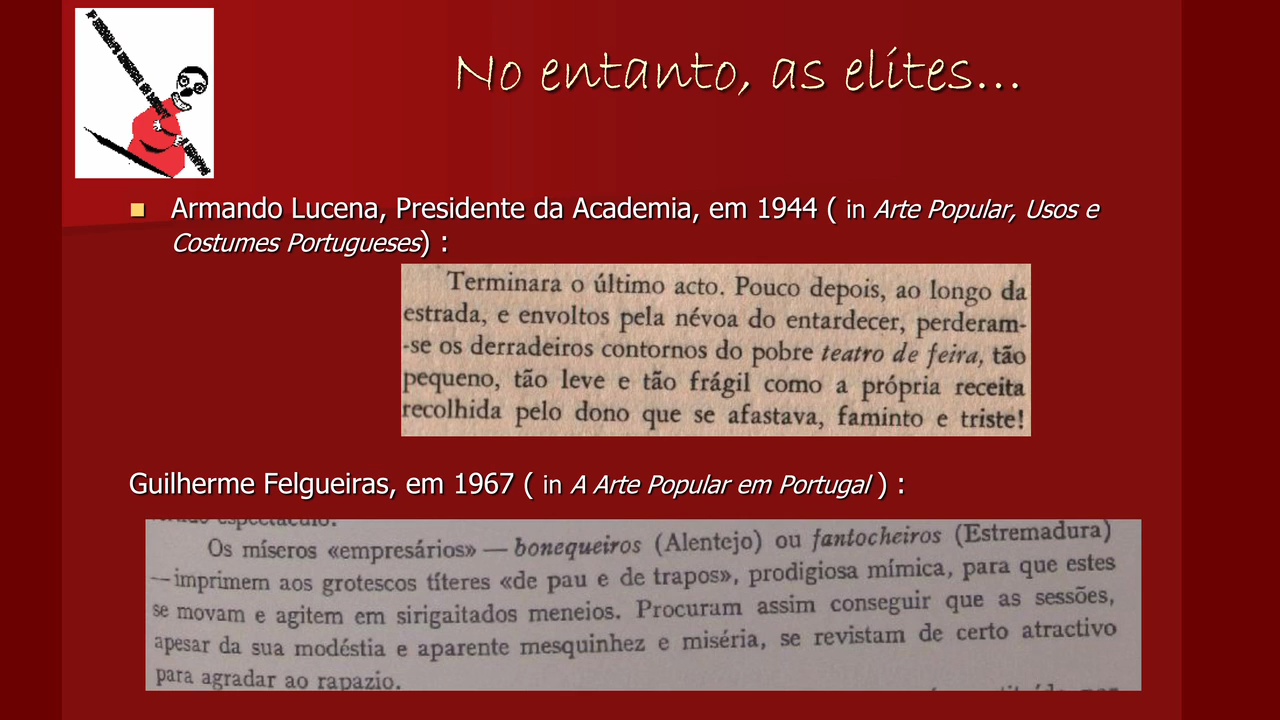 No entanto, as elites...
Armando Lucena, Presidente da Academia, em 1944 ( in Arte Popular, Usos e
Costumes Portugueses) :
Terminara o último acto. Pouco depois, ao longo da
estrada, e envoltos pela névoa do entardecer, perderam-
-se os derradeiros contornos do pobre teatro de feira, tão
pequeno, tão leve e tão frágil como a própria receita
recolhida pelo dono que se afastava, faminto e triste!
Guilherme Felgueiras, em 1967 ( in A Arte Popular em Portugal ) :
espectáculo.
Os míseros «empresários» — bonequeiros (Alentejo) ou fantocheiros (Estremadura)
—imprimem aos grotescos títeres «de pau e de trapos», prodigiosa mímica, para que estes
se movam e agitem em sirigaitados meneios. Procuram assim conseguir que as sessões,
apesar da sua modéstia e aparente mesquinhez e miséria, se revistam de certo atractivo
para agradar ao rapazio.